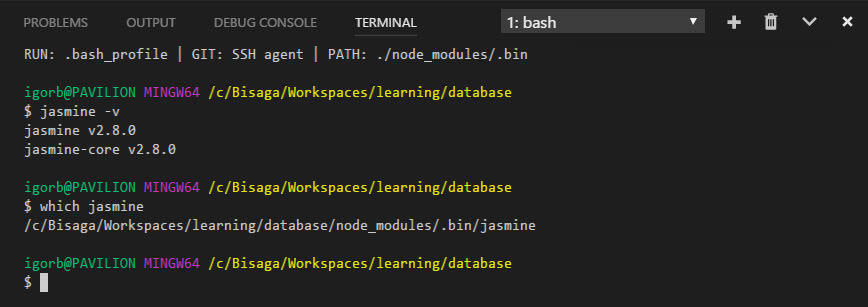 PROBLEMS OUTPUT DEBUG CONSOLE TERMINAL 1: bash
RUN: .bash_profile | GIT: SSH agent | PATH: ./node_modules/.bin
igorb@PAVILION MINGW64 /c/Bisaga/Workspaces/learning/database
$ jasmine -v
jasmine v2.8.0
jasmine-core v2.8.0
igorb@PAVILION MINGW64 /c/Bisaga/Workspaces/learning/database
$ which jasmine
/c/Bisaga/Workspaces/learning/database/node_modules/.bin/jasmine
igorb@PAVILION MINGW64 /c/Bisaga/Workspaces/learning/database
$